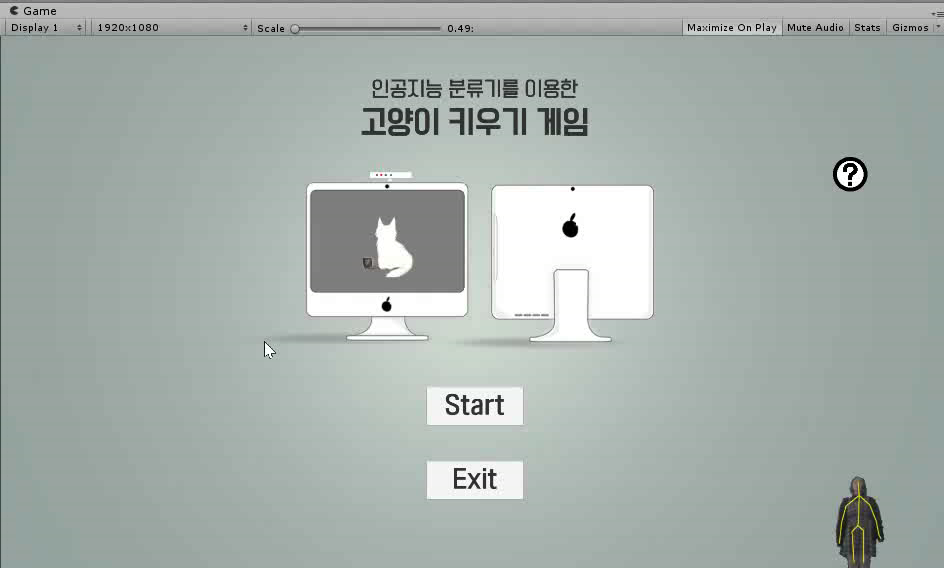 Game
Display 1
1920x1080
Scale
0.49:
Maximize On Play
Mute Audio
Stats
Gizmos
인공지능 분류기를 이용한
고양이 키우기 게임
?
Start
Exit